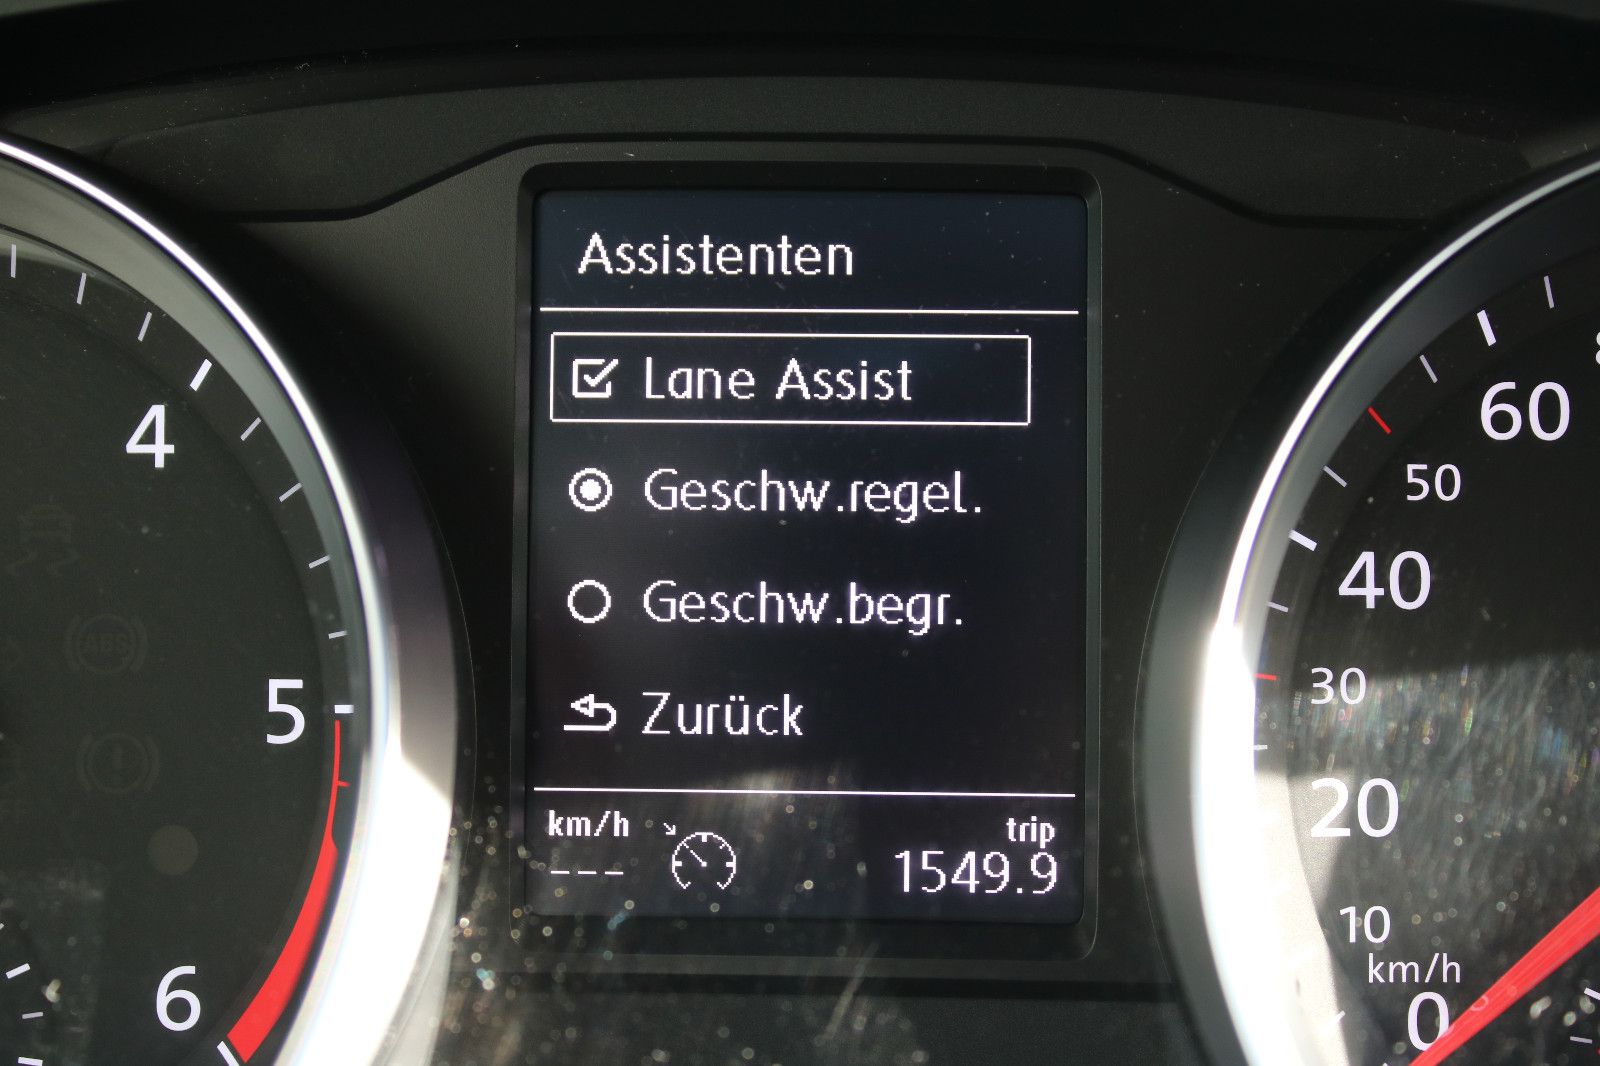 Assistenten
Lane Assist
Geschw.regel.
Geschw.begr.
Zurück
km/h
---
trip
1549.9
4
5
6
ABS
60
50
40
30
20
10
km/h
0